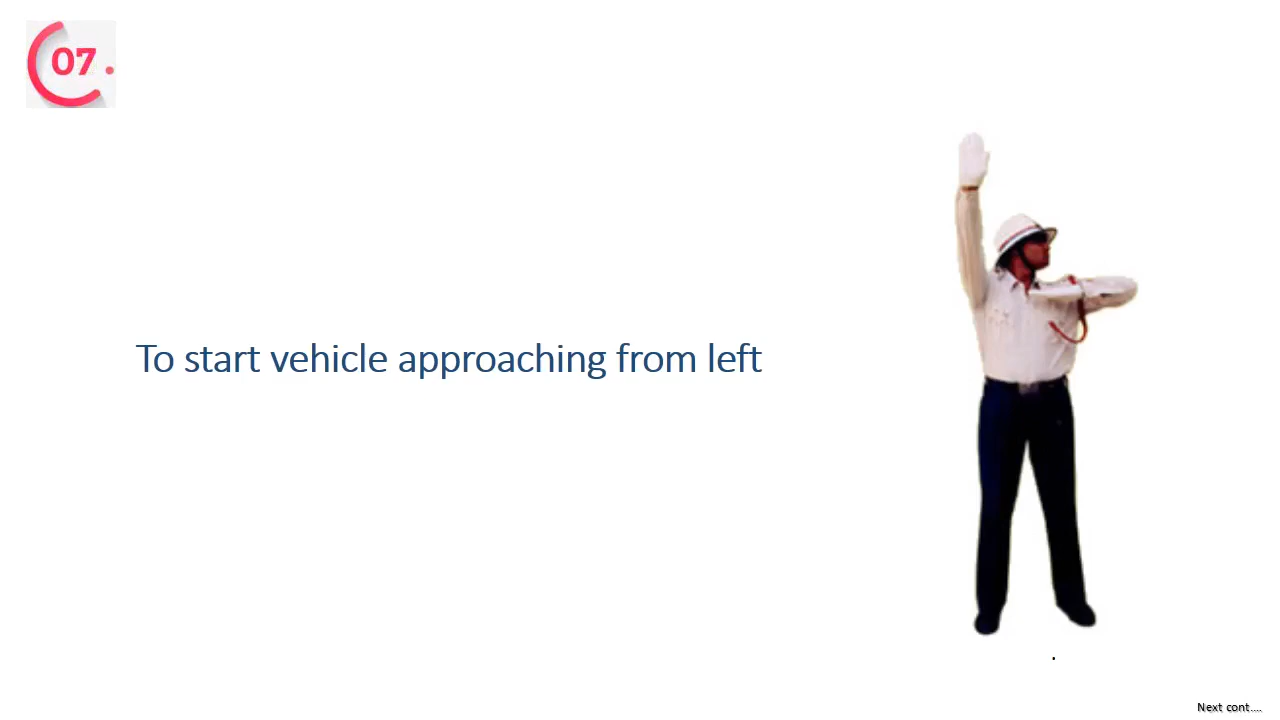 07
To start vehicle approaching from left
.
Next cont....